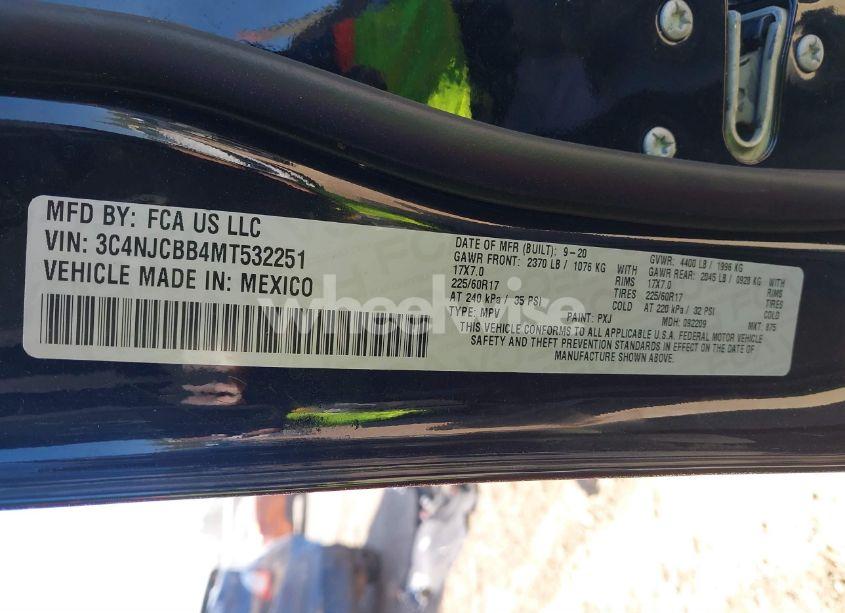 MFD BY: FCA US LLC
VIN: 3C4NJCBB4MT532251
VEHICLE MADE IN: MEXICO
DATE OF MFR (BUILT): 9-20
GAWR FRONT: 2370 LB / 1076 KG WITH
17X7.0 RIMS
225/60R17 TIRES
AT 240 kPa / 35 PSI COLD
TYPE: MPV PAINT: PXJ
GVWR: 4400 LB / 1996 KG
GAWR REAR: 2045 LB / 0928 KG WITH
17X7.0 RIMS
225/60R17 TIRES
AT 220 kPa / 32 PSI COLD
MDH: 092209 MKT: 875
THIS VEHICLE CONFORMS TO ALL APPLICABLE U.S.A. FEDERAL MOTOR VEHICLE
SAFETY AND THEFT PREVENTION STANDARDS IN EFFECT ON THE DATE OF
MANUFACTURE SHOWN ABOVE.
wheelwise